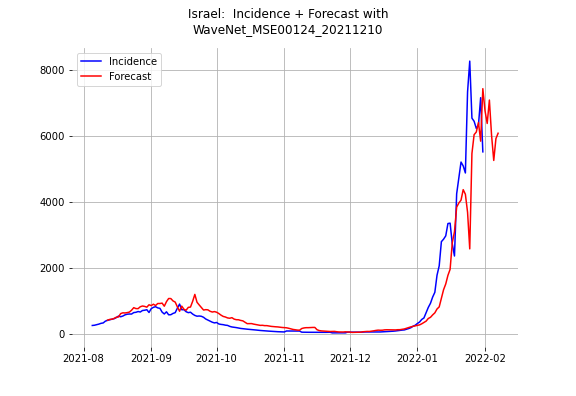 Israel:  Incidence + Forecast with
WaveNet_MSE00124_20211210
Incidence
Forecast
8000
6000
4000
2000
0
2021-08 2021-09 2021-10 2021-11 2021-12 2022-01 2022-02